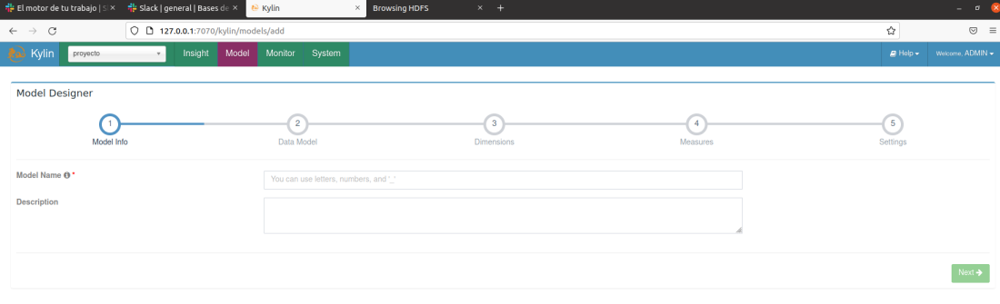 El motor de tu trabajo | S
Slack | general | Bases de
Kylin
Browsing HDFS
127.0.0.1:7070/kylin/models/add
Kylin
proyecto
Insight
Model
Monitor
System
Help
Welcome, ADMIN
Model Designer
1
2
3
4
5
Model Info
Data Model
Dimensions
Measures
Settings
Model Name *
You can use letters, numbers, and '_'
Description
Next